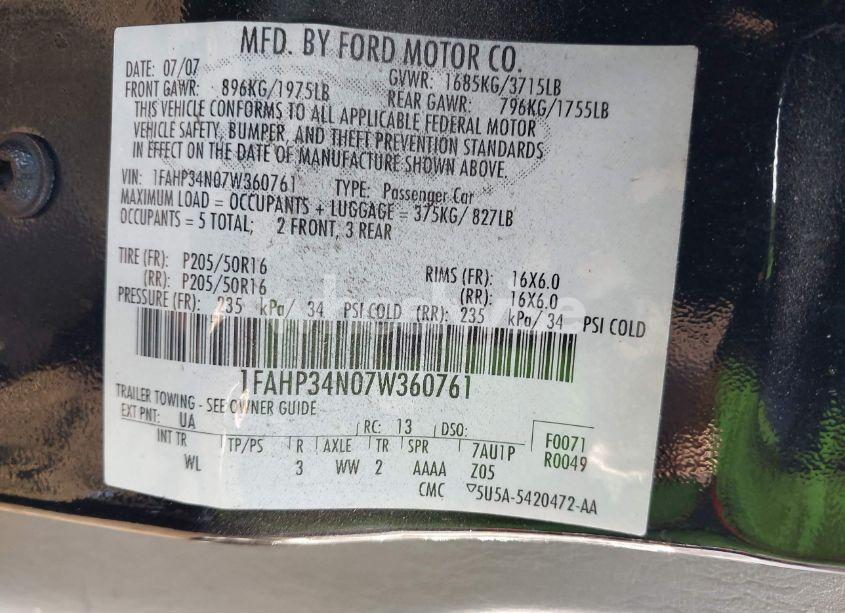 MFD. BY FORD MOTOR CO.
DATE: 07/07 GVWR: 1685KG/3715LB
FRONT GAWR: 896KG/1975LB REAR GAWR: 796KG/1755LB
THIS VEHICLE CONFORMS TO ALL APPLICABLE FEDERAL MOTOR
VEHICLE SAFETY, BUMPER, AND THEFT PREVENTION STANDARDS
IN EFFECT ON THE DATE OF MANUFACTURE SHOWN ABOVE.
VIN: 1FAHP34N07W360761 TYPE: Passenger Car
MAXIMUM LOAD = OCCUPANTS + LUGGAGE = 375KG/ 827LB
OCCUPANTS = 5 TOTAL; 2 FRONT, 3 REAR
TIRE (FR): P205/50R16 RIMS (FR): 16X6.0
(RR): P205/50R16 (RR): 16X6.0
PRESSURE (FR): 235 kPa/ 34 PSI COLD (RR): 235 kPa/ 34 PSI COLD
1FAHP34N07W360761
TRAILER TOWING - SEE OWNER GUIDE
EXT PNT: UA RC: 13 DSO:
INT TR TP/PS R AXLE TR SPR 7AU1P F0071
WL 3 WW 2 AAAA Z05 R0049
CMC 5U5A-5420472-AA